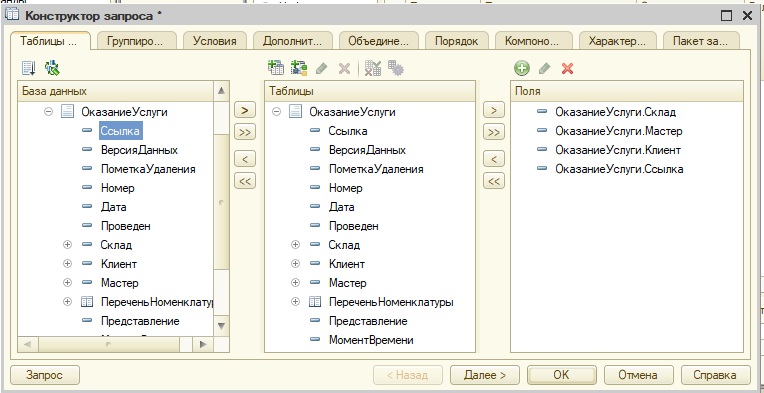 Конструктор запроса *
Таблицы ...
Группиро...
Условия
Дополнит...
Объедине...
Порядок
Компоно...
Характер...
Пакет за...
База данных
ОказаниеУслуги
Ссылка
ВерсияДанных
ПометкаУдаления
Номер
Дата
Проведен
Склад
Клиент
Мастер
ПереченьНоменклатур
Представление
Таблицы
ОказаниеУслуги
Ссылка
ВерсияДанных
ПометкаУдаления
Номер
Дата
Проведен
Склад
Клиент
Мастер
ПереченьНоменклатуры
Представление
МоментВремени
>
>>
<
<<
>
>>
<
<<
Поля
ОказаниеУслуги.Склад
ОказаниеУслуги.Мастер
ОказаниеУслуги.Клиент
ОказаниеУслуги.Ссылка
Запрос
< Назад
Далее >
OK
Отмена
Справка